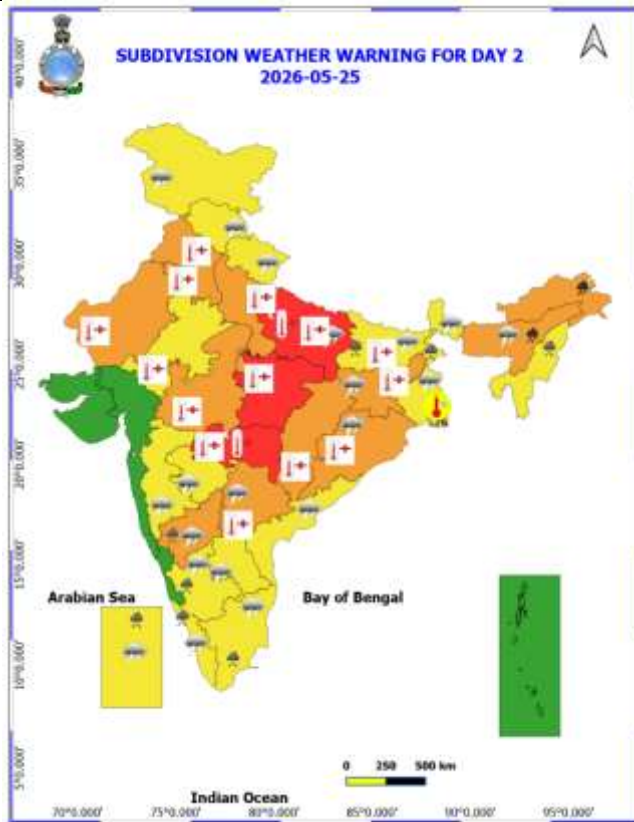 SUBDIVISION WEATHER WARNING FOR DAY 2
2026-05-25
40°0.000'
35°0.000'
30°0.000'
25°0.000'
20°0.000'
15°0.000'
10°0.000'
5°0.000'
Arabian Sea
Bay of Bengal
0 250 500 km
Indian Ocean
70°0.000' 75°0.000' 80°0.000' 85°0.000' 90°0.000' 95°0.000'